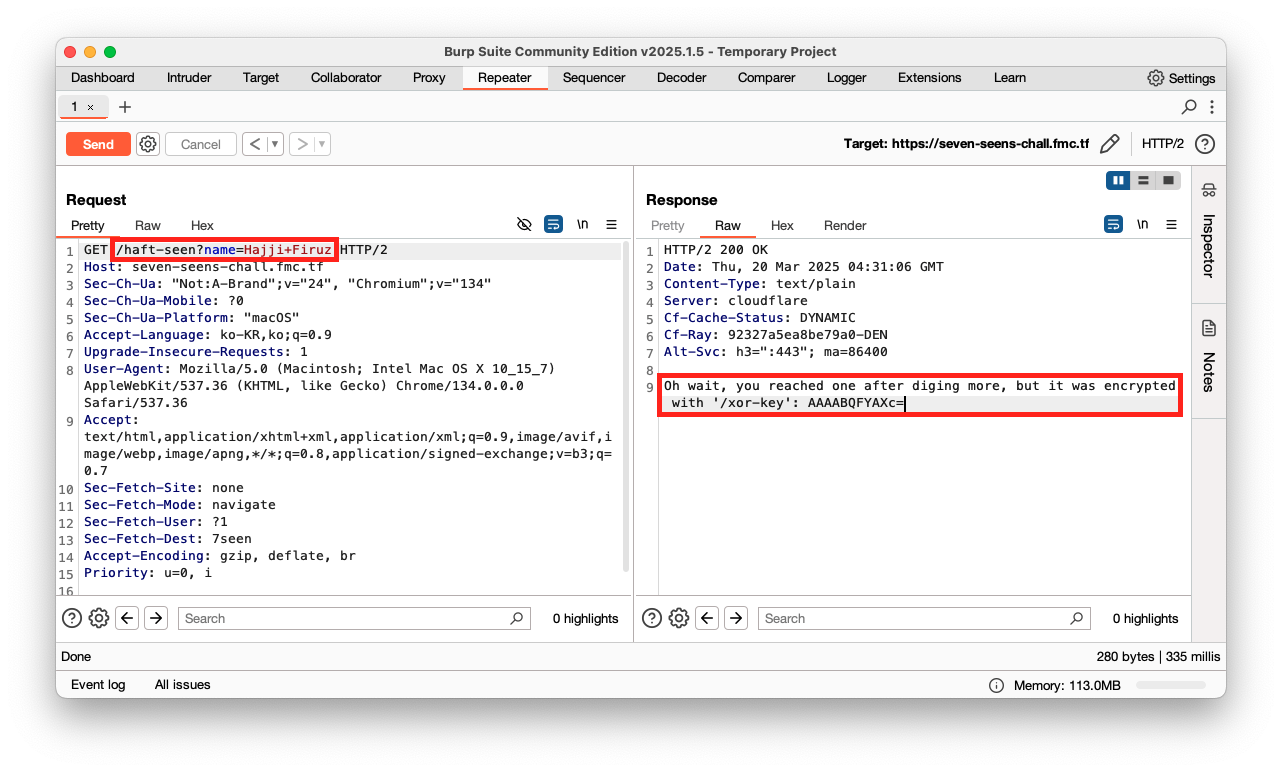 Burp Suite Community Edition v2025.1.5 - Temporary Project
Dashboard Intruder Target Collaborator Proxy Repeater Sequencer Decoder Comparer Logger Extensions Learn Settings
1 × +
Send Cancel < > Target: https://seven-seens-chall.fmc.tf HTTP/2 ?
Request
Pretty Raw Hex \n
1 GET /haft-seen?name=Hajji+Firuz HTTP/2
2 Host: seven-seens-chall.fmc.tf
3 Sec-Ch-Ua: "Not:A-Brand";v="24", "Chromium";v="134"
4 Sec-Ch-Ua-Mobile: ?0
5 Sec-Ch-Ua-Platform: "macOS"
6 Accept-Language: ko-KR,ko;q=0.9
7 Upgrade-Insecure-Requests: 1
8 User-Agent: Mozilla/5.0 (Macintosh; Intel Mac OS X 10_15_7)
AppleWebKit/537.36 (KHTML, like Gecko) Chrome/134.0.0.0
Safari/537.36
9 Accept:
text/html,application/xhtml+xml,application/xml;q=0.9,image/avif,i
mage/webp,image/apng,*/*;q=0.8,application/signed-exchange;v=b3;q=
0.7
10 Sec-Fetch-Site: none
11 Sec-Fetch-Mode: navigate
12 Sec-Fetch-User: ?1
13 Sec-Fetch-Dest: 7seen
14 Accept-Encoding: gzip, deflate, br
15 Priority: u=0, i
16
? Search 0 highlights
Response
Pretty Raw Hex Render \n
1 HTTP/2 200 OK
2 Date: Thu, 20 Mar 2025 04:31:06 GMT
3 Content-Type: text/plain
4 Server: cloudflare
5 Cf-Cache-Status: DYNAMIC
6 Cf-Ray: 92327a5ea8be79a0-DEN
7 Alt-Svc: h3=":443"; ma=86400
8
9 Oh wait, you reached one after diging more, but it was encrypted
with '/xor-key': AAAABQFYAXc=
? Search 0 highlights
Inspector
Notes
Done 280 bytes | 335 millis
Event log All issues Memory: 113.0MB